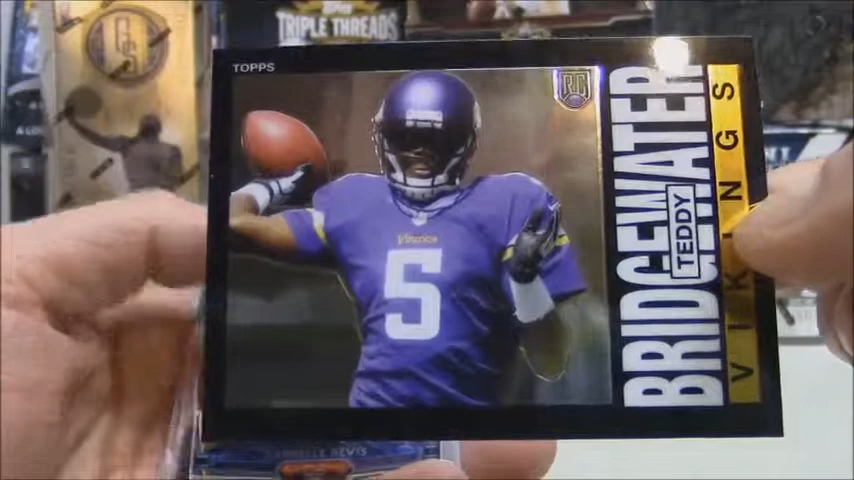 TOPPS
TRIPLE THREADS
RC
BRIDGEWATER
TEDDY
VIKINGS
VIKINGS
5